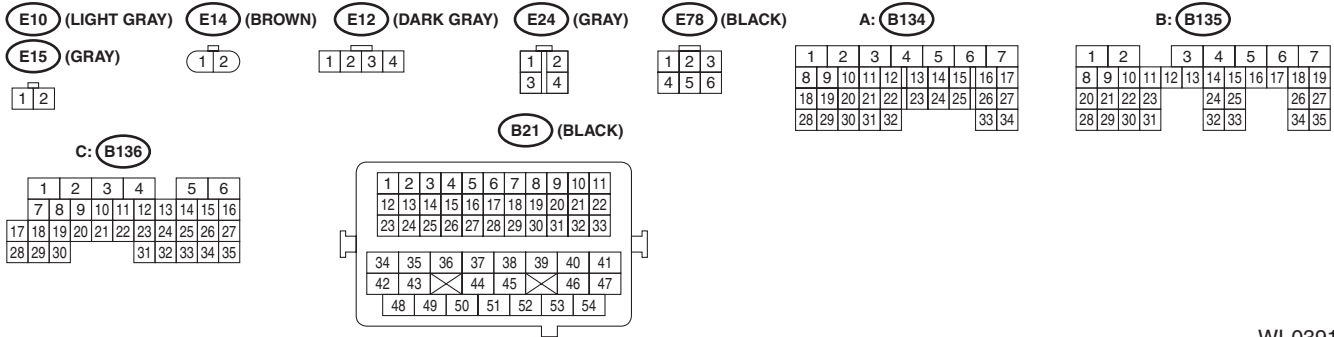 E10 (LIGHT GRAY) E14 (BROWN) E12 (DARK GRAY) E24 (GRAY) E78 (BLACK) A: B134 B: B135
E15 (GRAY)
1 2
1 2
1 2 3 4
1 2
3 4
1 2 3
4 5 6
1 2 3 4 5 6 7
8 9 10 11 12 13 14 15 16 17
18 19 20 21 22 23 24 25 26 27
28 29 30 31 32 33 34
1 2 3 4 5 6 7
8 9 10 11 12 13 14 15 16 17 18 19
20 21 22 23 24 25 26 27
28 29 30 31 32 33 34 35
C: B136
1 2 3 4 5 6
7 8 9 10 11 12 13 14 15 16
17 18 19 20 21 22 23 24 25 26 27
28 29 30 31 32 33 34 35
B21 (BLACK)
1 2 3 4 5 6 7 8 9 10 11
12 13 14 15 16 17 18 19 20 21 22
23 24 25 26 27 28 29 30 31 32 33
34 35 36 37 38 39 40 41
42 43 44 45 46 47
48 49 50 51 52 53 54